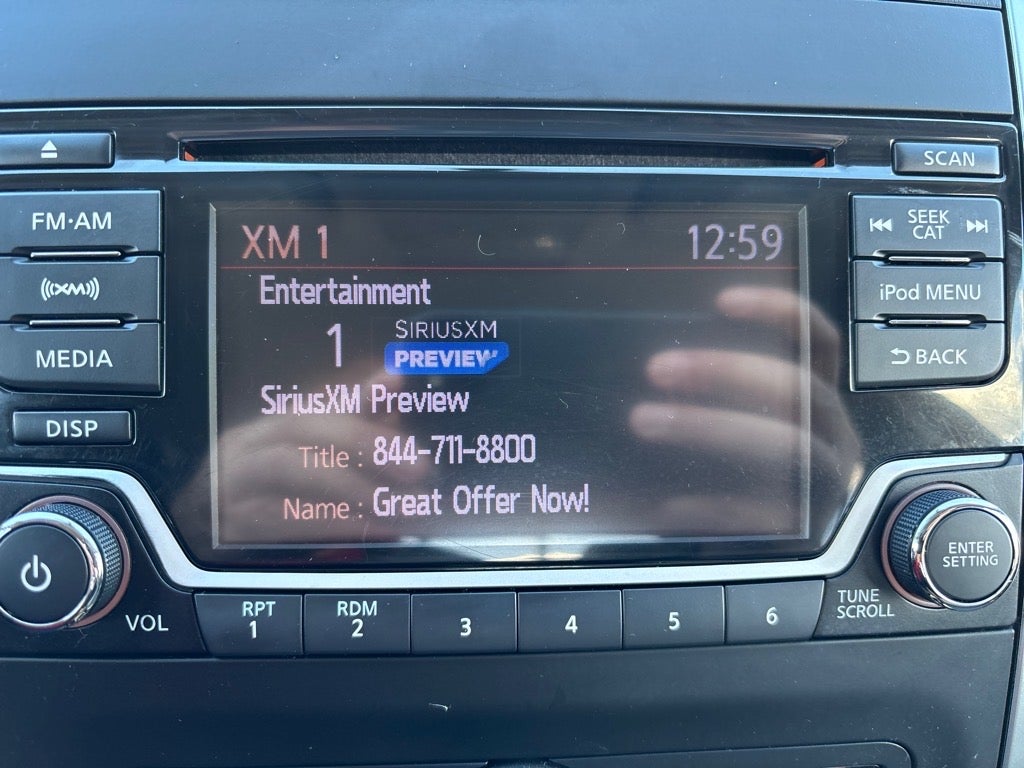 SCAN
FM·AM
XM
MEDIA
DISP
XM 1 12:59
Entertainment
1 SIRIUSXM
PREVIEW
SiriusXM Preview
Title : 844-711-8800
Name : Great Offer Now!
SEEK
CAT
iPod MENU
BACK
VOL
RPT
1
RDM
2
3
4
5
6
TUNE
SCROLL
ENTER
SETTING